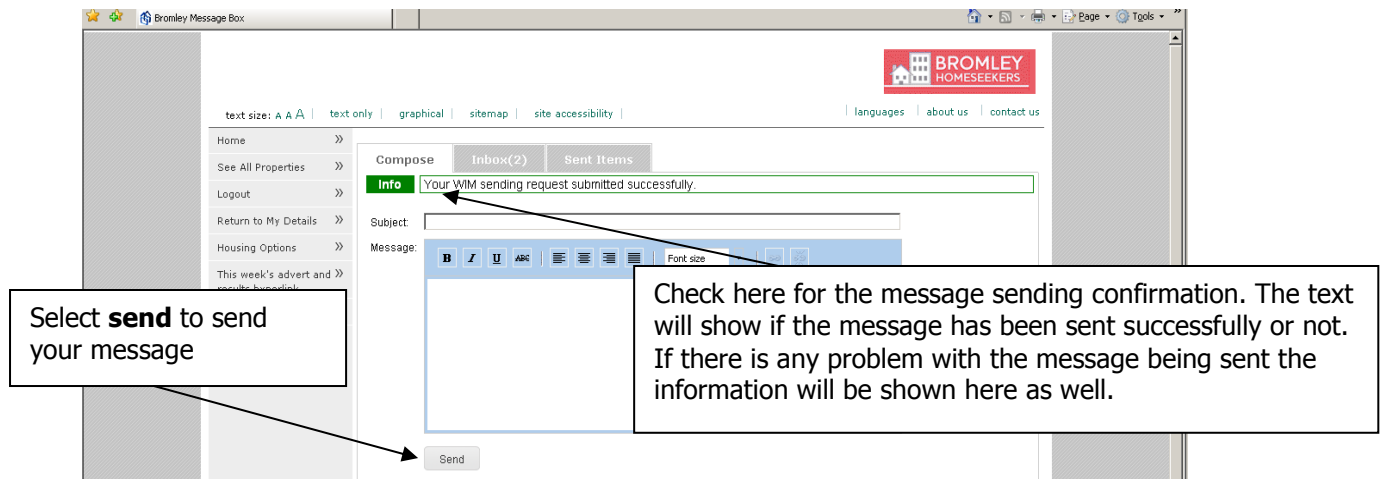 Bromley Message Box
Page
Tools
BROMLEY
HOMESEEKERS
text size: A A A text only graphical sitemap site accessibility languages about us contact us
Home
See All Properties
Logout
Return to My Details
Housing Options
This week's advert and
results hyperlink
Compose Inbox(2) Sent Items
Info Your WIM sending request submitted successfully.
Subject:
Message:
B I U ABC Font size
Select send to send
your message
Check here for the message sending confirmation. The text
will show if the message has been sent successfully or not.
If there is any problem with the message being sent the
information will be shown here as well.
Send